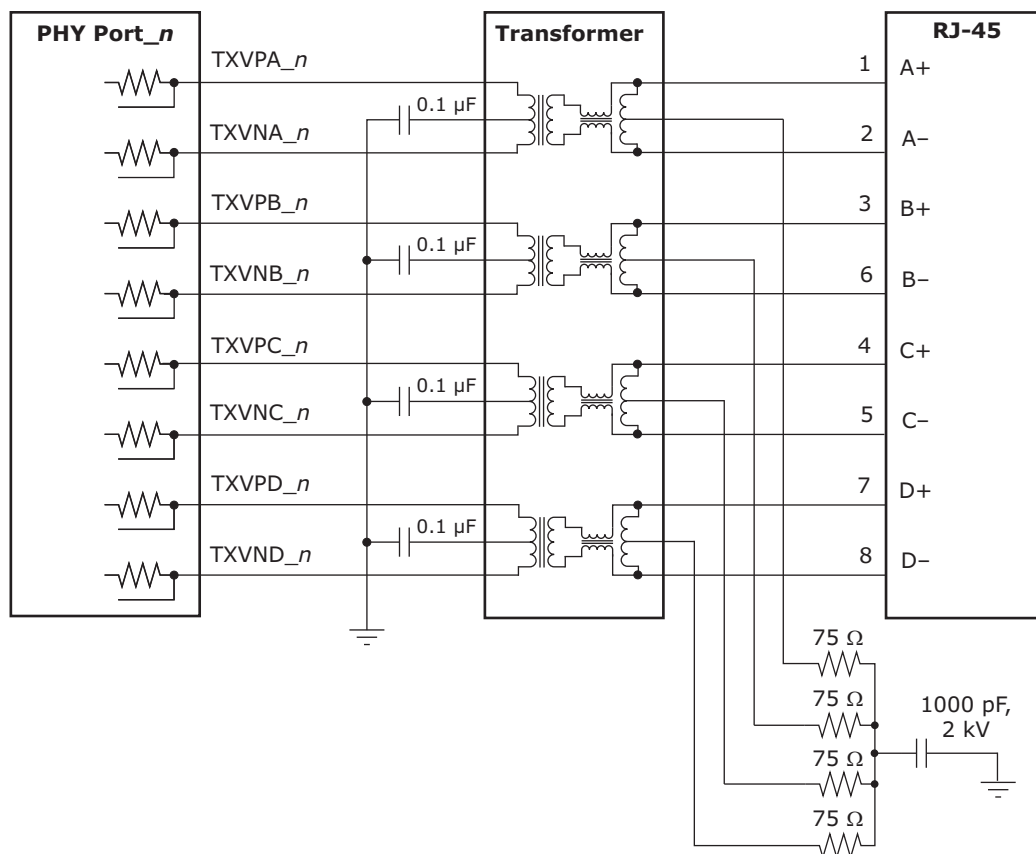 PHY Port_n
Transformer
RJ-45
TXVPA_n
1
A+
0.1 µF
TXVNA_n
2
A–
TXVPB_n
3
B+
0.1 µF
TXVNB_n
6
B–
TXVPC_n
4
C+
0.1 µF
TXVNC_n
5
C–
TXVPD_n
7
D+
0.1 µF
TXVND_n
8
D–
75 Ω
75 Ω
1000 pF,
2 kV
75 Ω
75 Ω